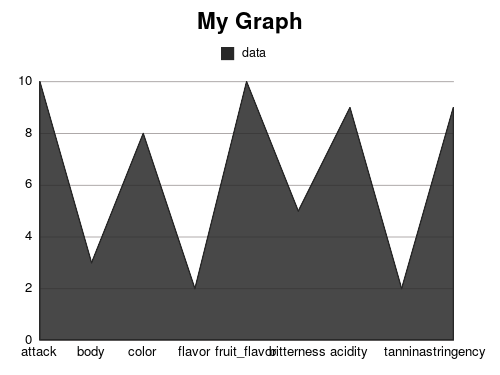 My Graph
data
10
8
6
4
2
0
attack body color flavor fruit_flavor bitterness acidity tannin astringency